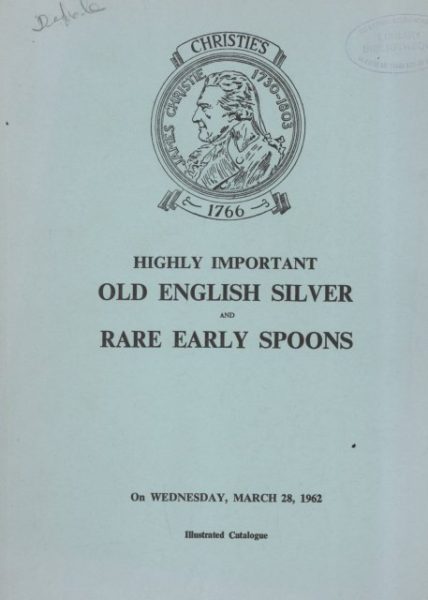 CHRISTIE'S
JAMES CHRISTIE 1730-1803
1766
LIBRARY
HIGHLY IMPORTANT
OLD ENGLISH SILVER
AND
RARE EARLY SPOONS
On WEDNESDAY, MARCH 28, 1962
Illustrated Catalogue